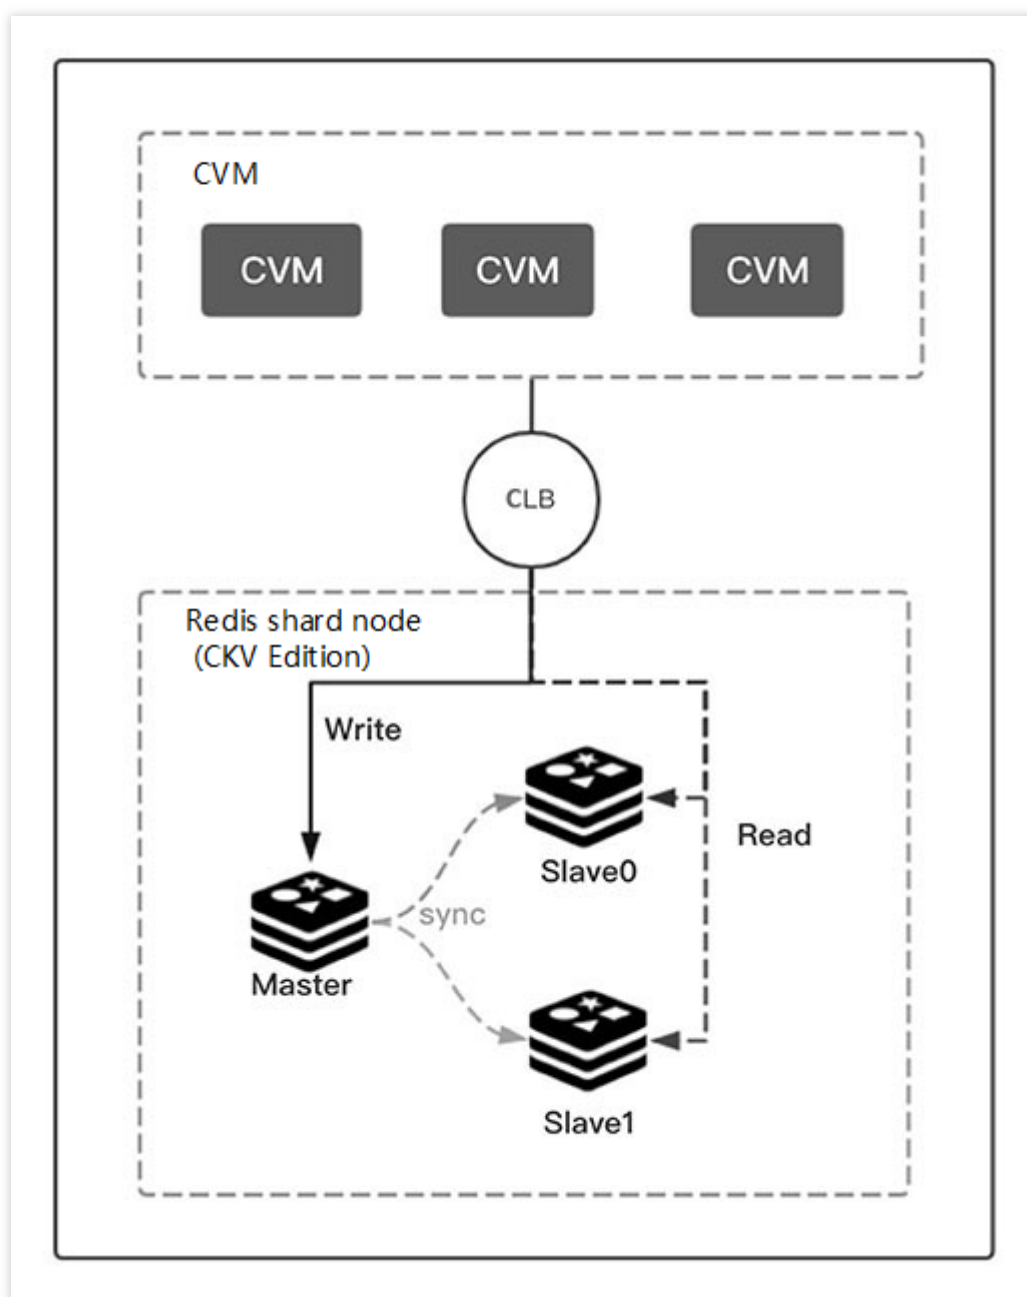 CVM
CVM
CVM
CVM
CLB
Redis shard node
(CKV Edition)
Write
Read
Slave0
sync
Master
Slave1